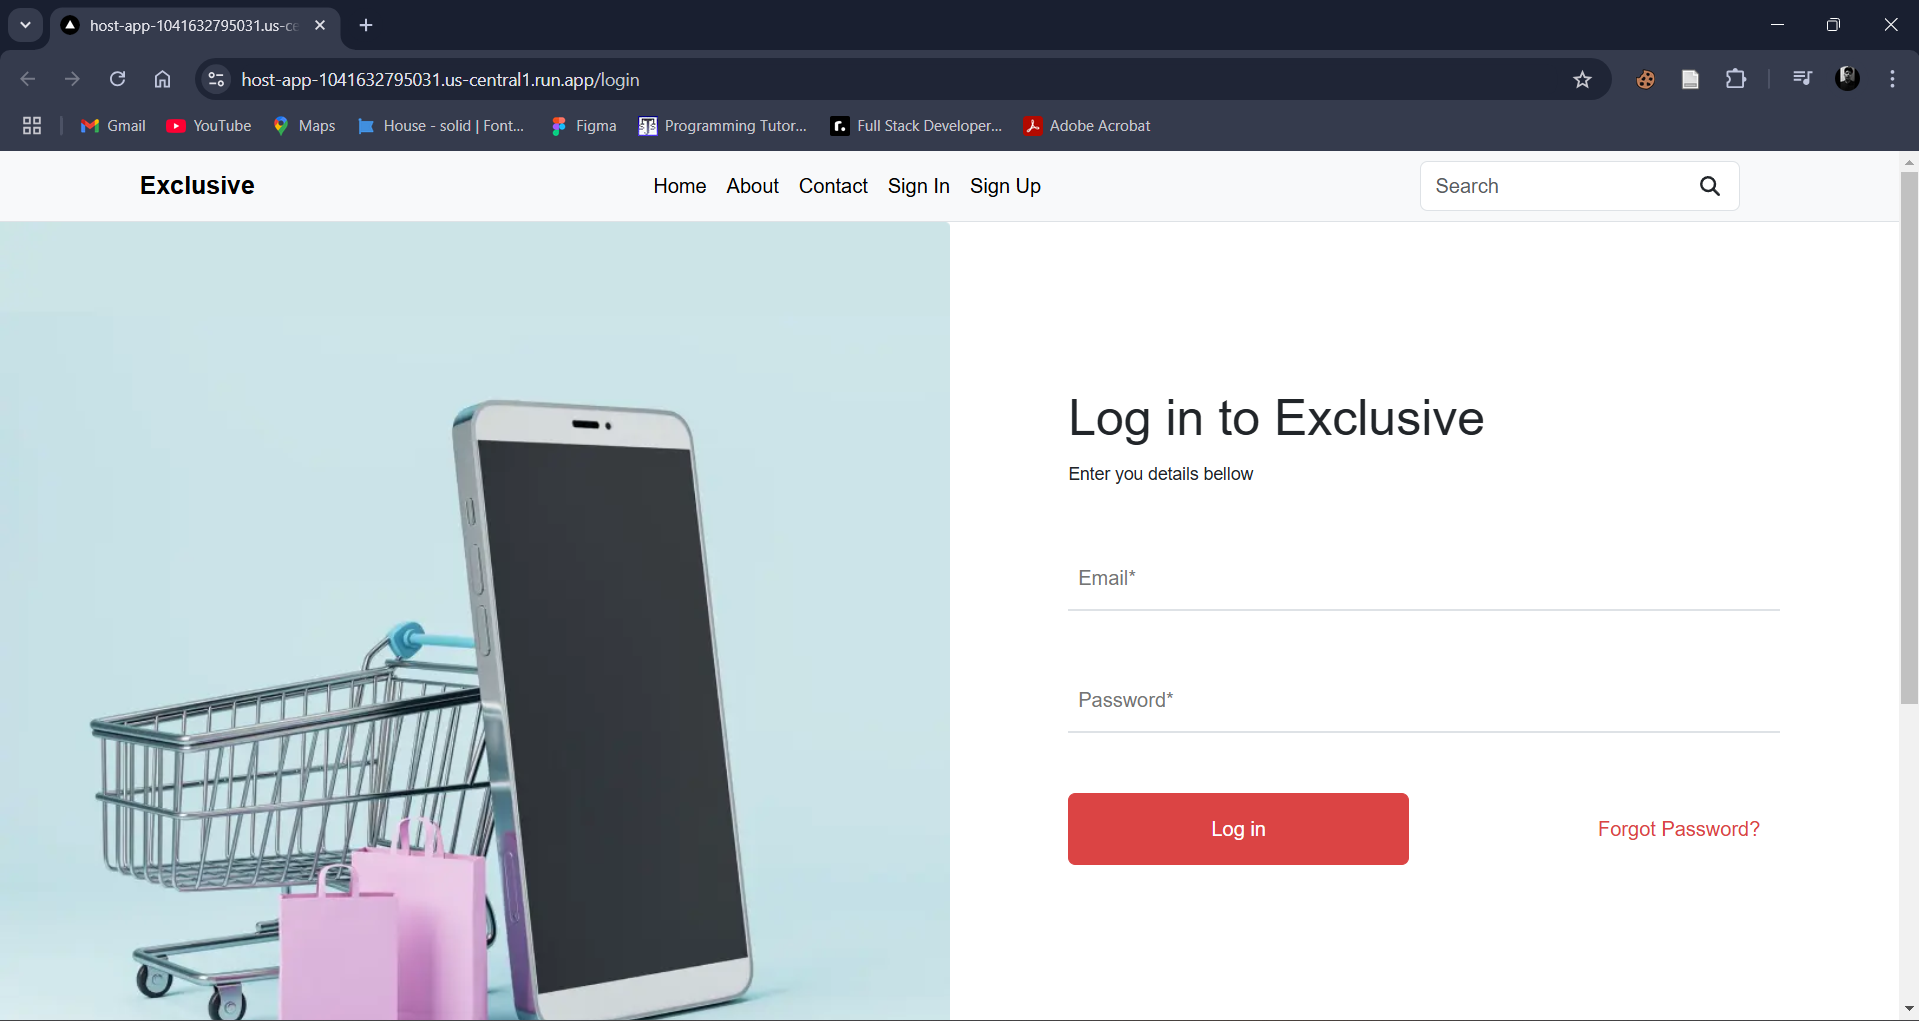 host-app-1041632795031.us-ce
host-app-1041632795031.us-central1.run.app/login
Gmail YouTube Maps House - solid | Font... Figma Programming Tutor... Full Stack Developer... Adobe Acrobat
Exclusive Home About Contact Sign In Sign Up Search
Log in to Exclusive
Enter you details bellow
Email*
Password*
Log in Forgot Password?